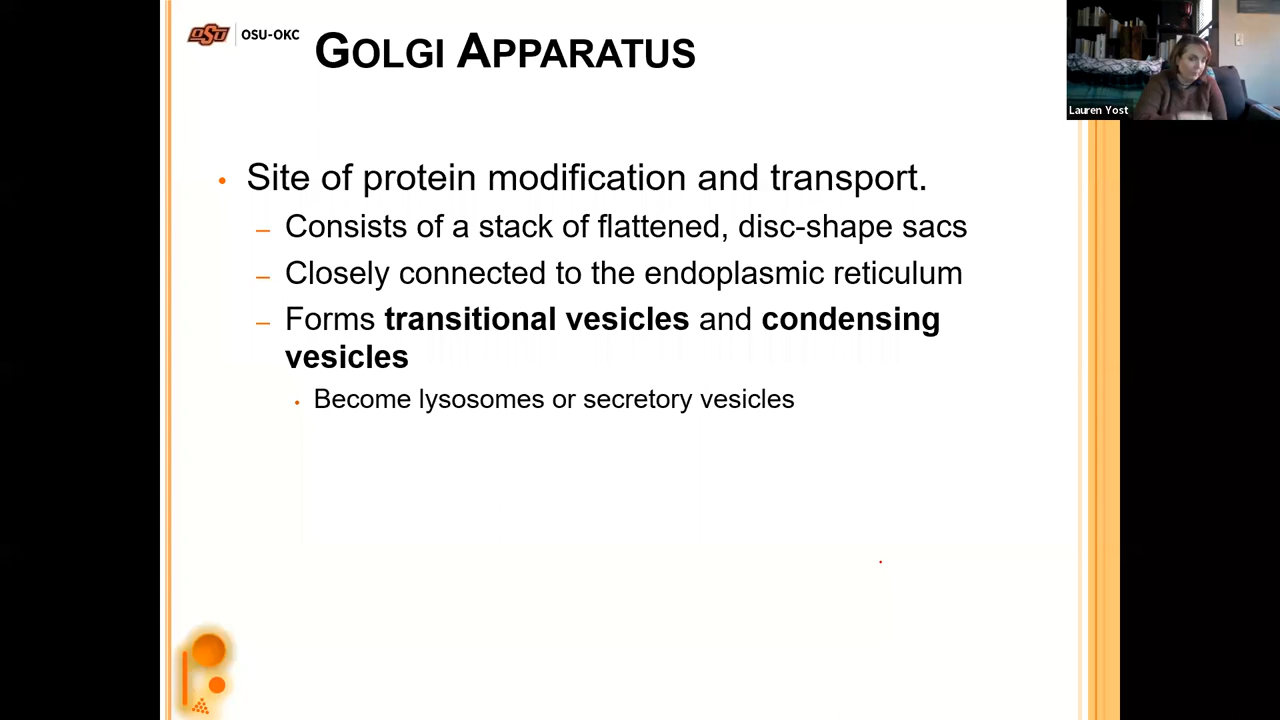 OSU OSU-OKC
GOLGI APPARATUS
Lauren Yost
• Site of protein modification and transport.
– Consists of a stack of flattened, disc-shape sacs
– Closely connected to the endoplasmic reticulum
– Forms transitional vesicles and condensing
vesicles
• Become lysosomes or secretory vesicles